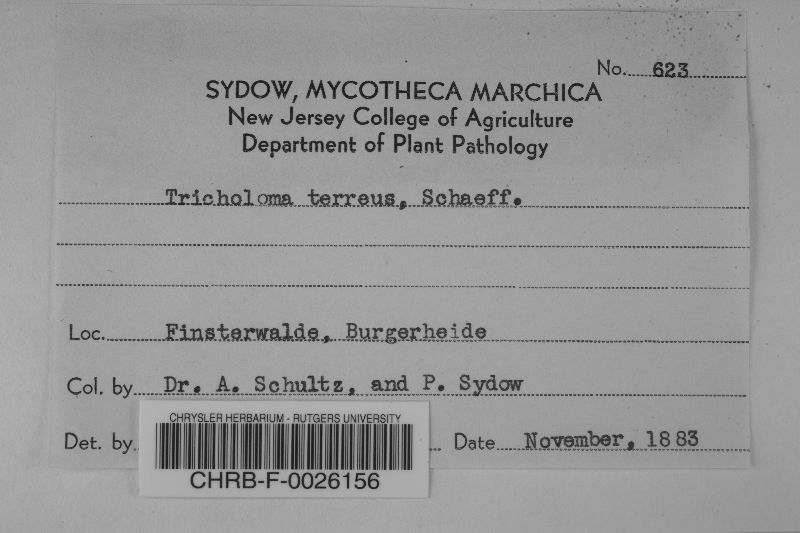 No. 623
SYDOW, MYCOTHECA MARCHICA
New Jersey College of Agriculture
Department of Plant Pathology
Tricholoma terreus, Schaeff.
Loc. Finsterwalde, Burgerheide
Col. by Dr. A. Schultz, and P. Sydow
Det. by Date November, 1883
CHRYSLER HERBARIUM - RUTGERS UNIVERSITY
CHRB-F-0026156